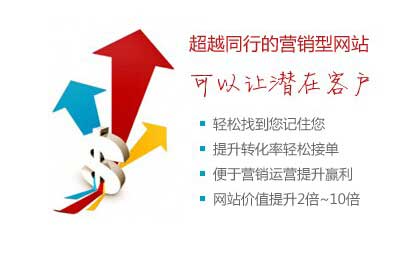 超越同行的营销型网站
可以让潜在客户
轻松找到您记住您
提升转化率轻松接单
便于营销运营提升赢利
网站价值提升2倍~10倍